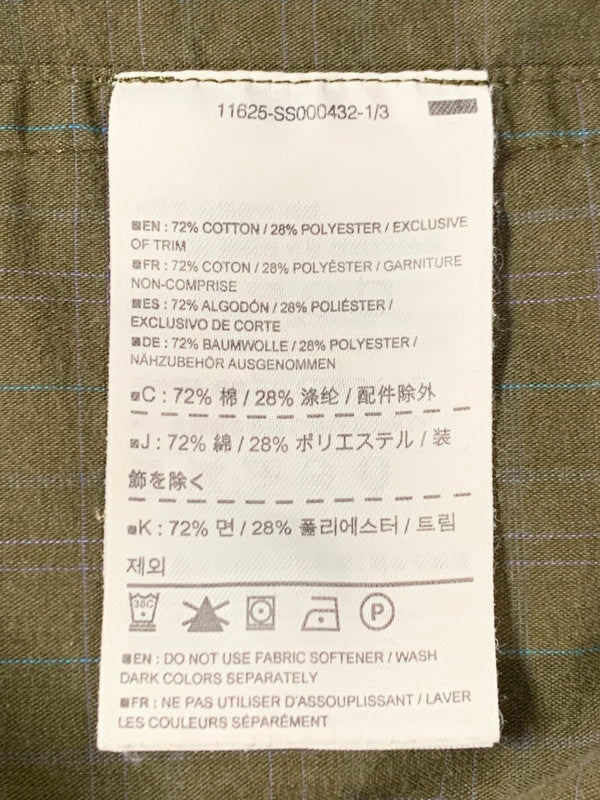 11625-SS000432-1/3
EN : 72% COTTON / 28% POLYESTER / EXCLUSIVE
OF TRIM
FR : 72% COTON / 28% POLYÉSTER / GARNITURE
NON-COMPRISE
ES : 72% ALGODÓN / 28% POLIÉSTER /
EXCLUSIVO DE CORTE
DE : 72% BAUMWOLLE / 28% POLYESTER /
NÄHZUBEHÖR AUSGENOMMEN
C : 72% 棉 / 28% 涤纶 / 配件除外
J : 72% 綿 / 28% ポリエステル / 装
飾を除く
K : 72% 면 / 28% 폴리에스터 / 트림
제외
30C
P
EN : DO NOT USE FABRIC SOFTENER / WASH
DARK COLORS SEPARATELY
FR : NE PAS UTILISER D'ASSOUPLISSANT / LAVER
LES COULEURS SÉPARÉMENT